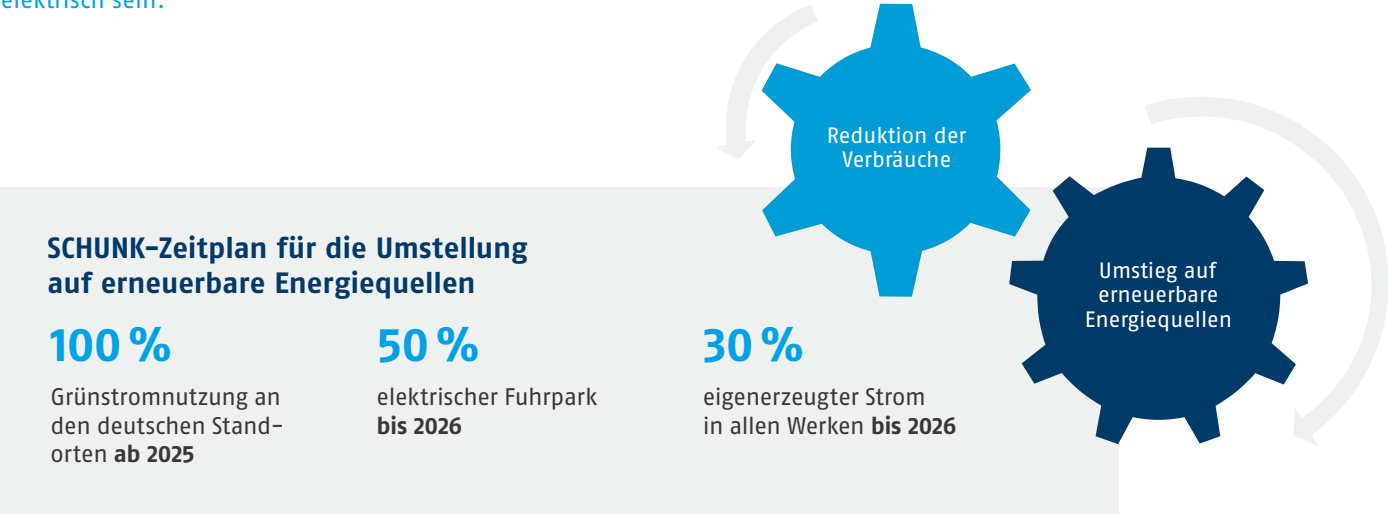 elektrisch sein.
Reduktion der
Verbräuche
Umstieg auf
erneuerbare
Energiequellen
SCHUNK-Zeitplan für die Umstellung
auf erneuerbare Energiequellen
100 %
Grünstromnutzung an
den deutschen Stand-
orten ab 2025
50 %
elektrischer Fuhrpark
bis 2026
30 %
eigenerzeugter Strom
in allen Werken bis 2026